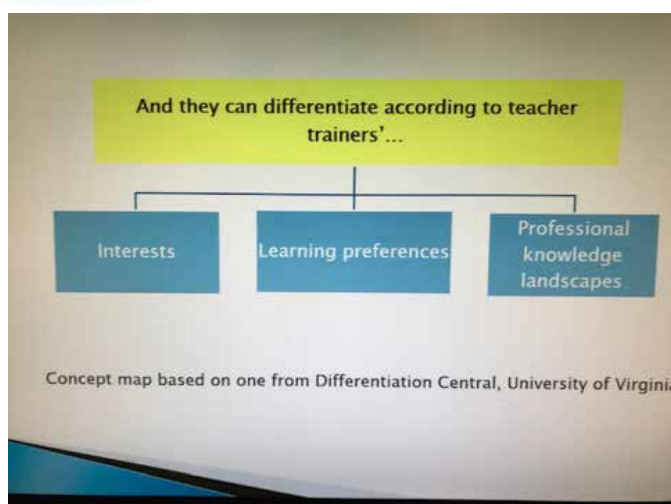 And they can differentiate according to teacher
trainers'...
Interests
Learning preferences
Professional
knowledge
landscapes
Concept map based on one from Differentiation Central, University of Virginia